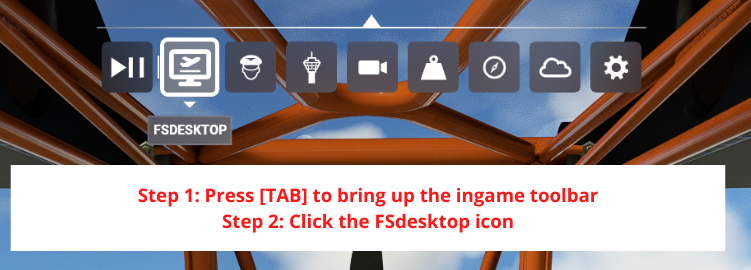 FSDESKTOP
Step 1: Press [TAB] to bring up the ingame toolbar
Step 2: Click the FSdesktop icon